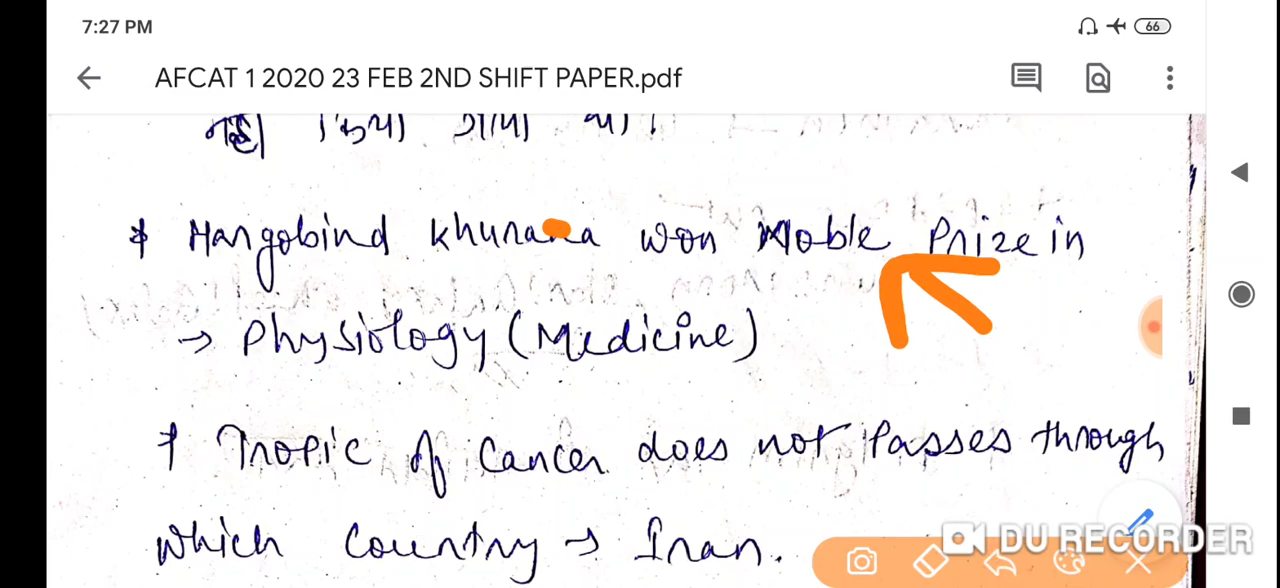 7:27 PM 66
AFCAT 1 2020 23 FEB 2ND SHIFT PAPER.pdf
* Hargobind khurana won Noble Prize in
→ Physiology (Medicine)
* Tropic of Cancer does not Passes through
which country → Iran.
DU RECORDER